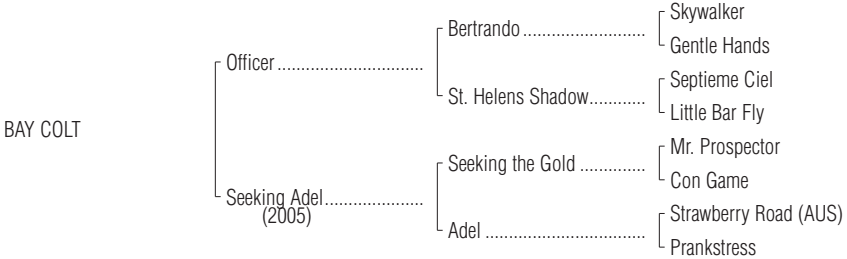 Skywalker
Bertrando ..........................
Gentle Hands
Officer ...............................
Septieme Ciel
St. Helens Shadow............
Little Bar Fly
BAY COLT
Mr. Prospector
Seeking the Gold ..............
Con Game
Seeking Adel.....................
(2005)
Strawberry Road (AUS)
Adel ..................................
Prankstress